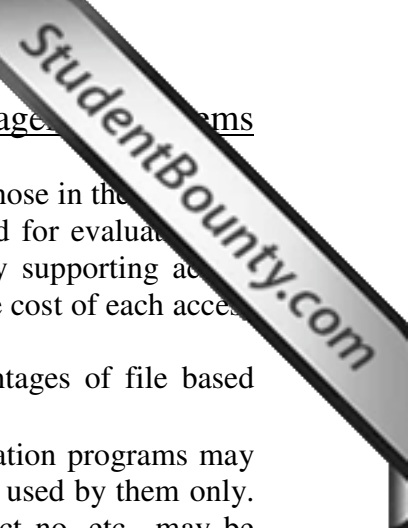 StudentBounty.com
ems
hose in the
d for evaluat
y supporting ac
e cost of each acces
ntages of file based
ation programs may
used by them only.
ct no. etc. may be